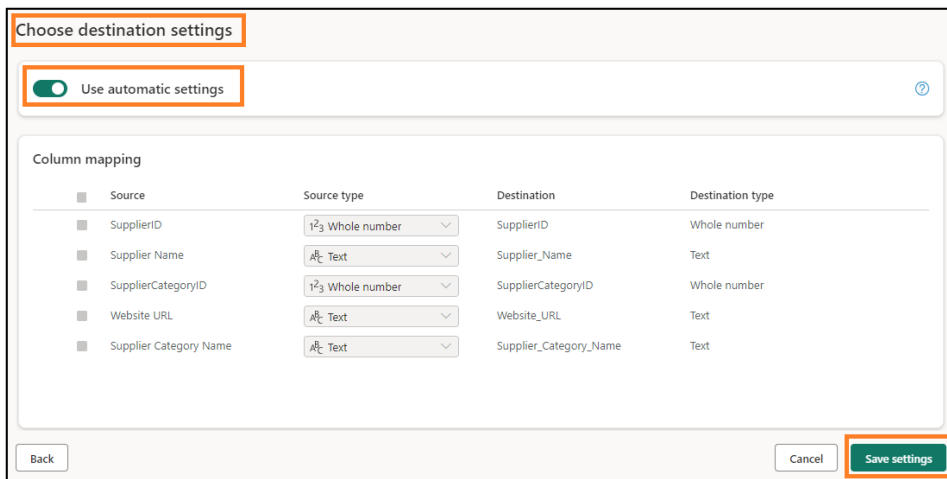 Choose destination settings
Use automatic settings
Column mapping
Source Source type Destination Destination type
SupplierID 1²3 Whole number SupplierID Whole number
Supplier Name ABC Text Supplier_Name Text
SupplierCategoryID 1²3 Whole number SupplierCategoryID Whole number
Website URL ABC Text Website_URL Text
Supplier Category Name ABC Text Supplier_Category_Name Text
Back Cancel Save settings